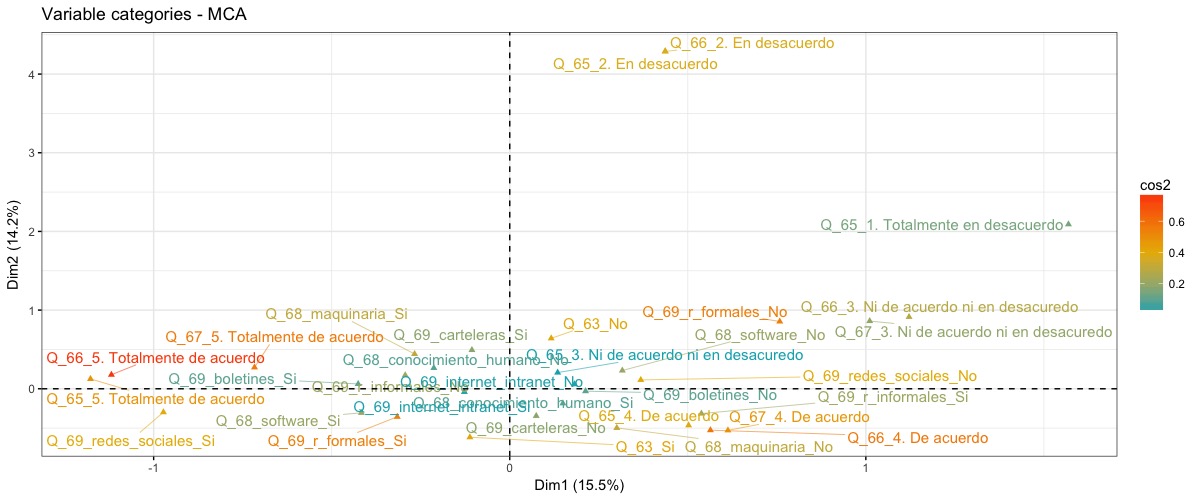 Variable categories - MCA
Q_66_2. En desacuerdo
Q_65_2. En desacuerdo
Q_65_1. Totalmente en desacuerdo
Q_66_3. Ni de acuerdo ni en desacuredo
Q_68_maquinaria_Si
Q_69_r_formales_No
Q_63_No
Q_67_3. Ni de acuerdo ni en desacuredo
Q_67_5. Totalmente de acuerdo
Q_69_carteleras_Si
Q_68_software_No
Q_66_5. Totalmente de acuerdo
Q_68_conocimiento_humano_No
Q_65_3. Ni de acuerdo ni en desacuredo
Q_69_boletines_Si
Q_69_internet_intranet_No
Q_69_redes_sociales_No
Q_69_r_informales_No
Q_69_boletines_No
Q_69_r_informales_Si
Q_65_5. Totalmente de acuerdo
Q_69_internet_intranet_Si
Q_68_conocimiento_humano_Si
Q_68_software_Si
Q_65_4. De acuerdo
Q_67_4. De acuerdo
Q_69_carteleras_No
Q_69_redes_sociales_Si
Q_69_r_formales_Si
Q_66_4. De acuerdo
Q_63_Si
Q_68_maquinaria_No
4
3
2
1
0
Dim2 (14.2%)
-1
0
1
Dim1 (15.5%)
cos2
0.6
0.4
0.2